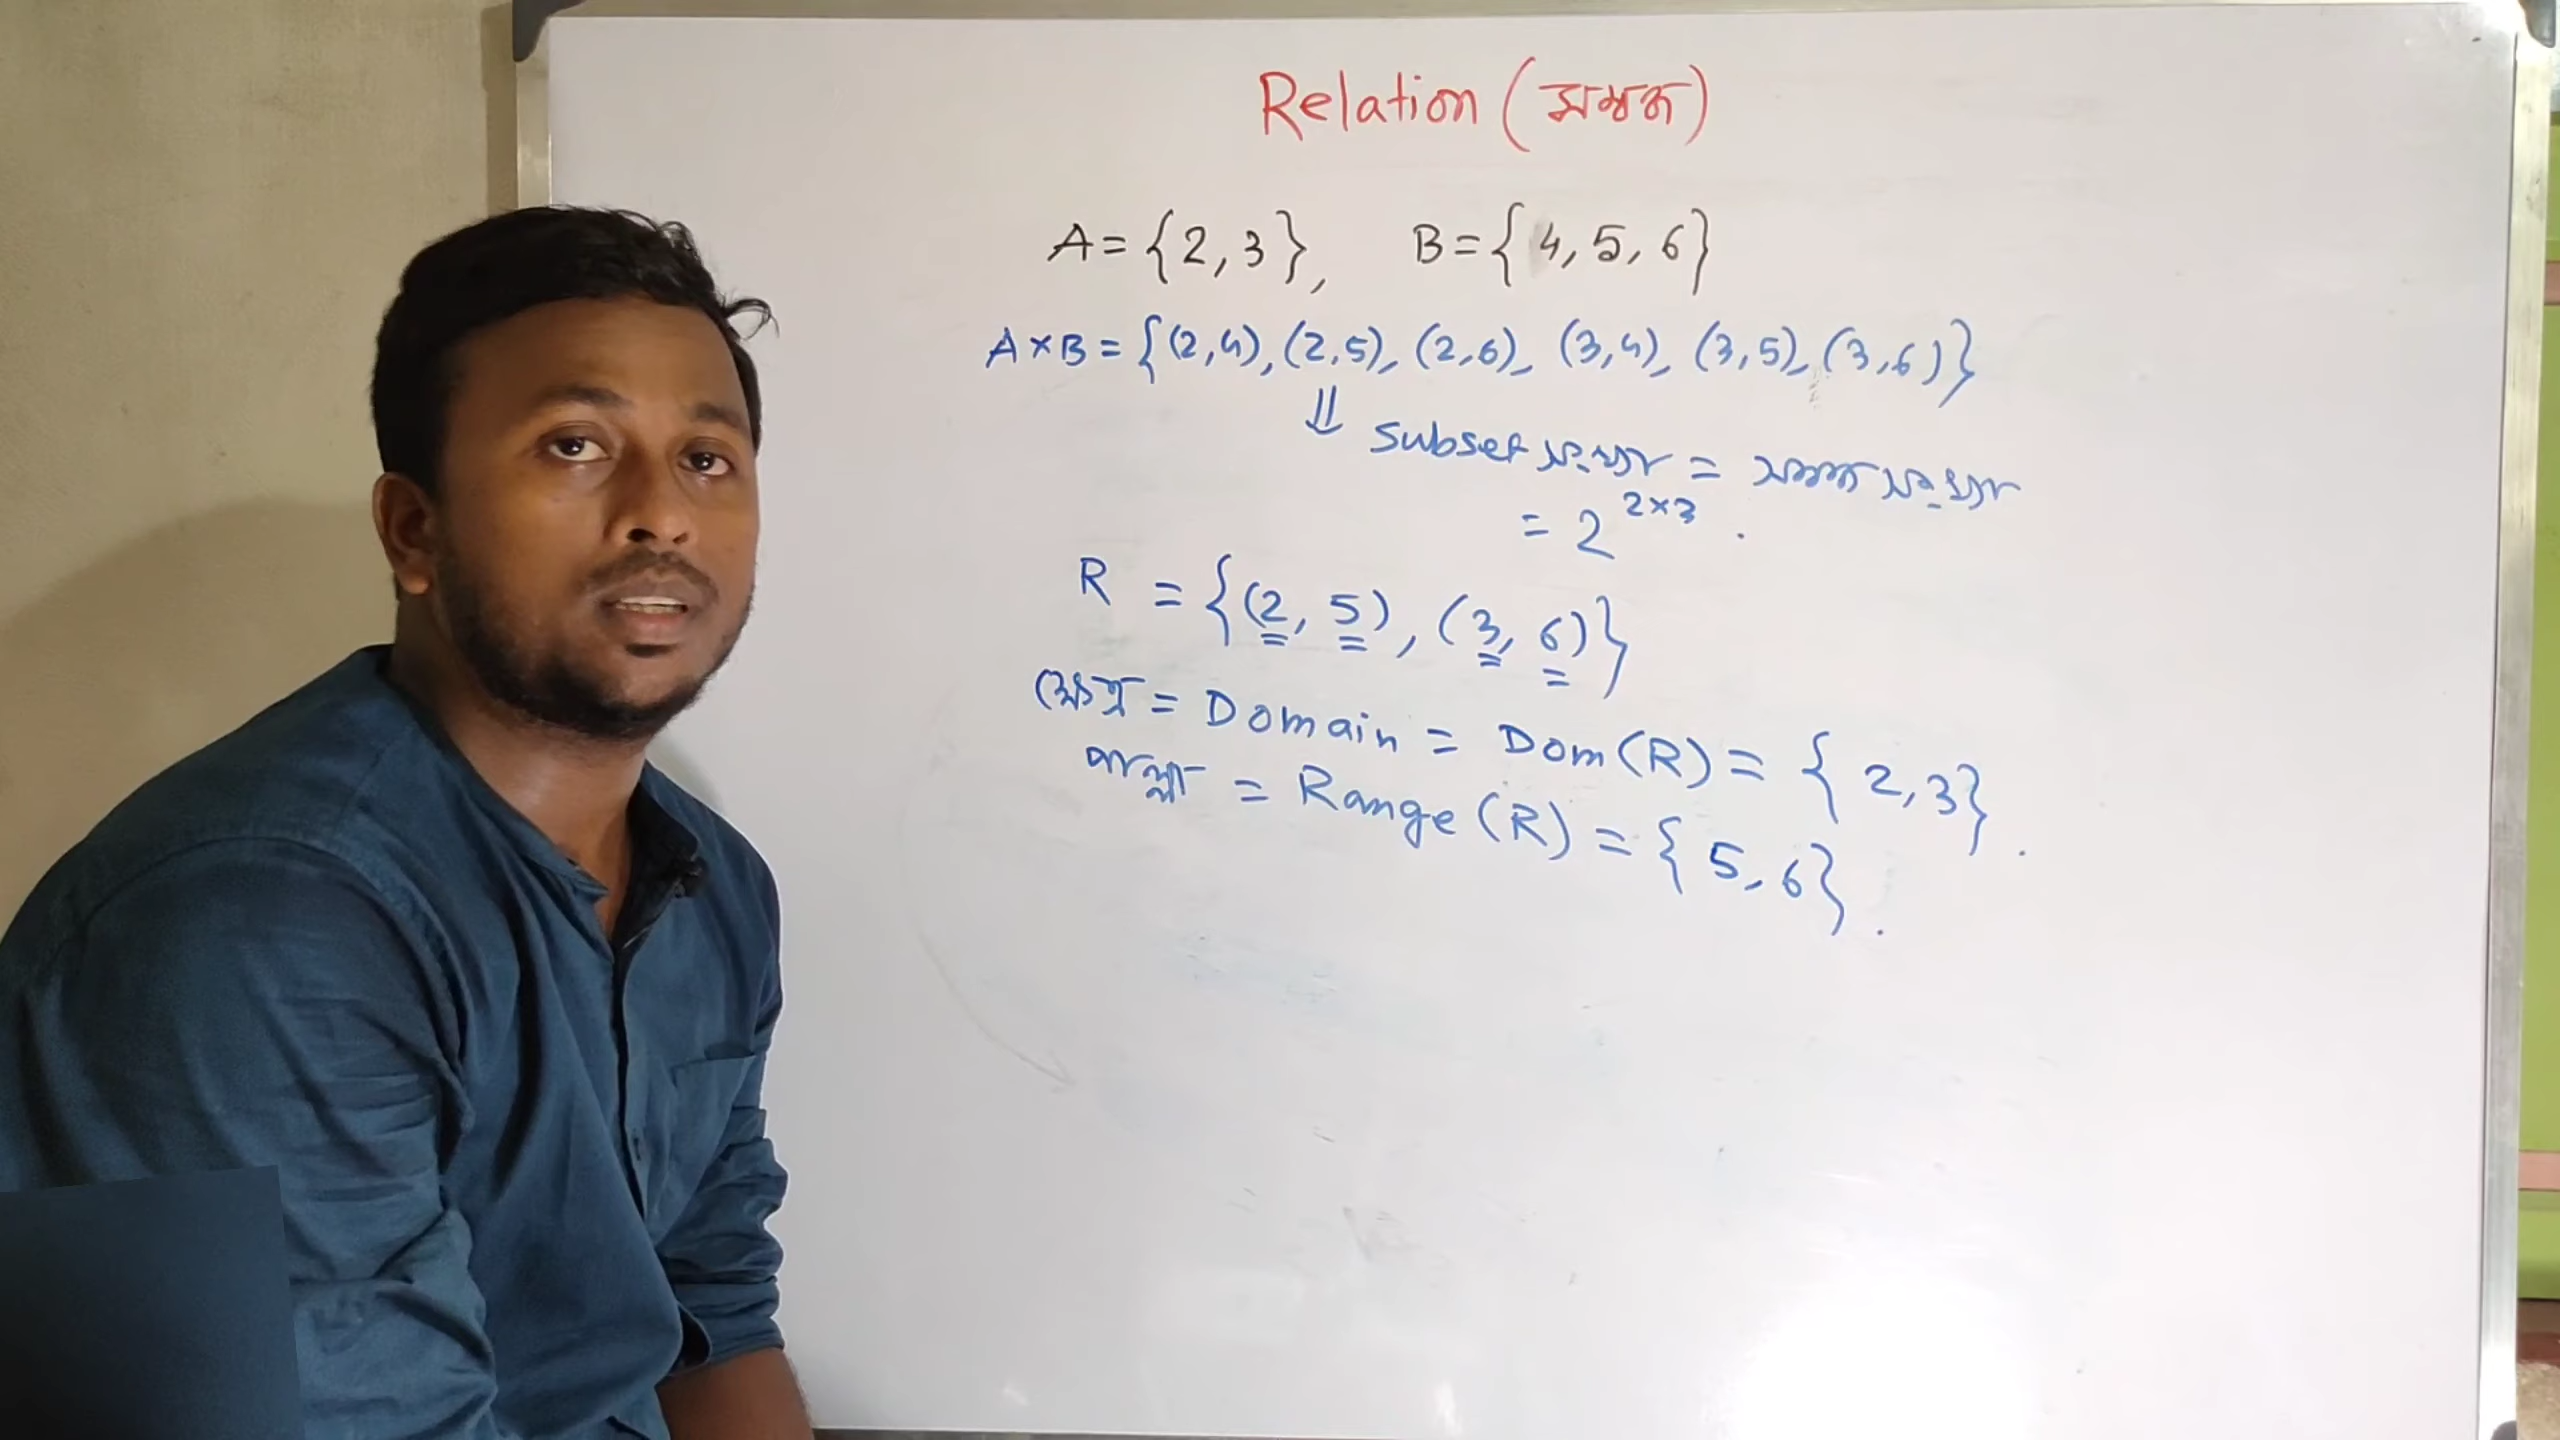 Relation (সম্বন্ধ)
A = {2, 3}, B = {4, 5, 6}
A × B = {(2,4), (2,5), (2,6), (3,4), (3,5), (3,6)}
⇓ Subset সংখ্যা = সম্বন্ধ সংখ্যা
= 2^{2×3} .
R = {(2, 5), (3, 6)}
ক্ষেত্র = Domain = Dom(R) = {2, 3} .
পাল্লা = Range (R) = {5, 6} .